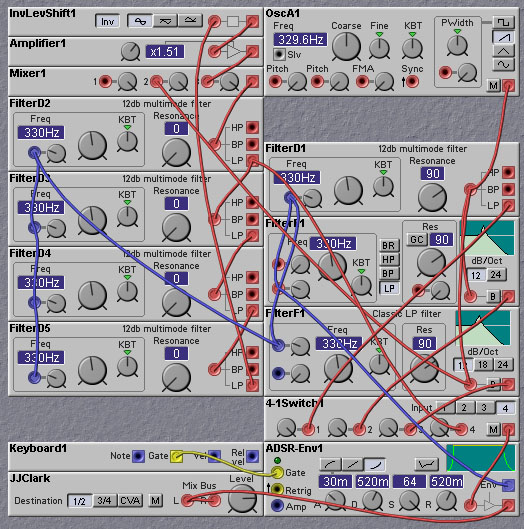 InvLevShift1
Inv
Amplifier1
x1.51
Mixer1
1
2
3
FilterD2
12db multimode filter
Freq
330Hz
KBT
Resonance
0
HP
BP
LP
FilterD3
12db multimode filter
Freq
330Hz
KBT
Resonance
0
HP
BP
LP
FilterD4
12db multimode filter
Freq
330Hz
KBT
Resonance
0
HP
BP
LP
FilterD5
12db multimode filter
Freq
330Hz
KBT
Resonance
0
HP
BP
LP
Keyboard1
Note
Gate
Vel
Rel vel
JJClark
Mix Bus
Level
Destination
1/2
3/4
CVA
M
L
R
OscA1
Freq
329.6Hz
Slv
Coarse
Fine
KBT
PWidth
Pitch
Pitch
FMA
Sync
M
FilterD1
12db multimode filter
Freq
330Hz
KBT
Resonance
90
HP
BP
LP
Freq
330Hz
KBT
BR
HP
BP
LP
Res
GC
90
dB/Oct
12
24
B
FilterF1
Classic LP filter
Freq
330Hz
KBT
Res
90
dB/Oct
12
18
24
B
4-1Switch1
Input
1
2
3
4
1
2
3
4
M
ADSR-Env1
Gate
Retrig
Amp
30m
520m
64
520m
A
D
S
R
Env